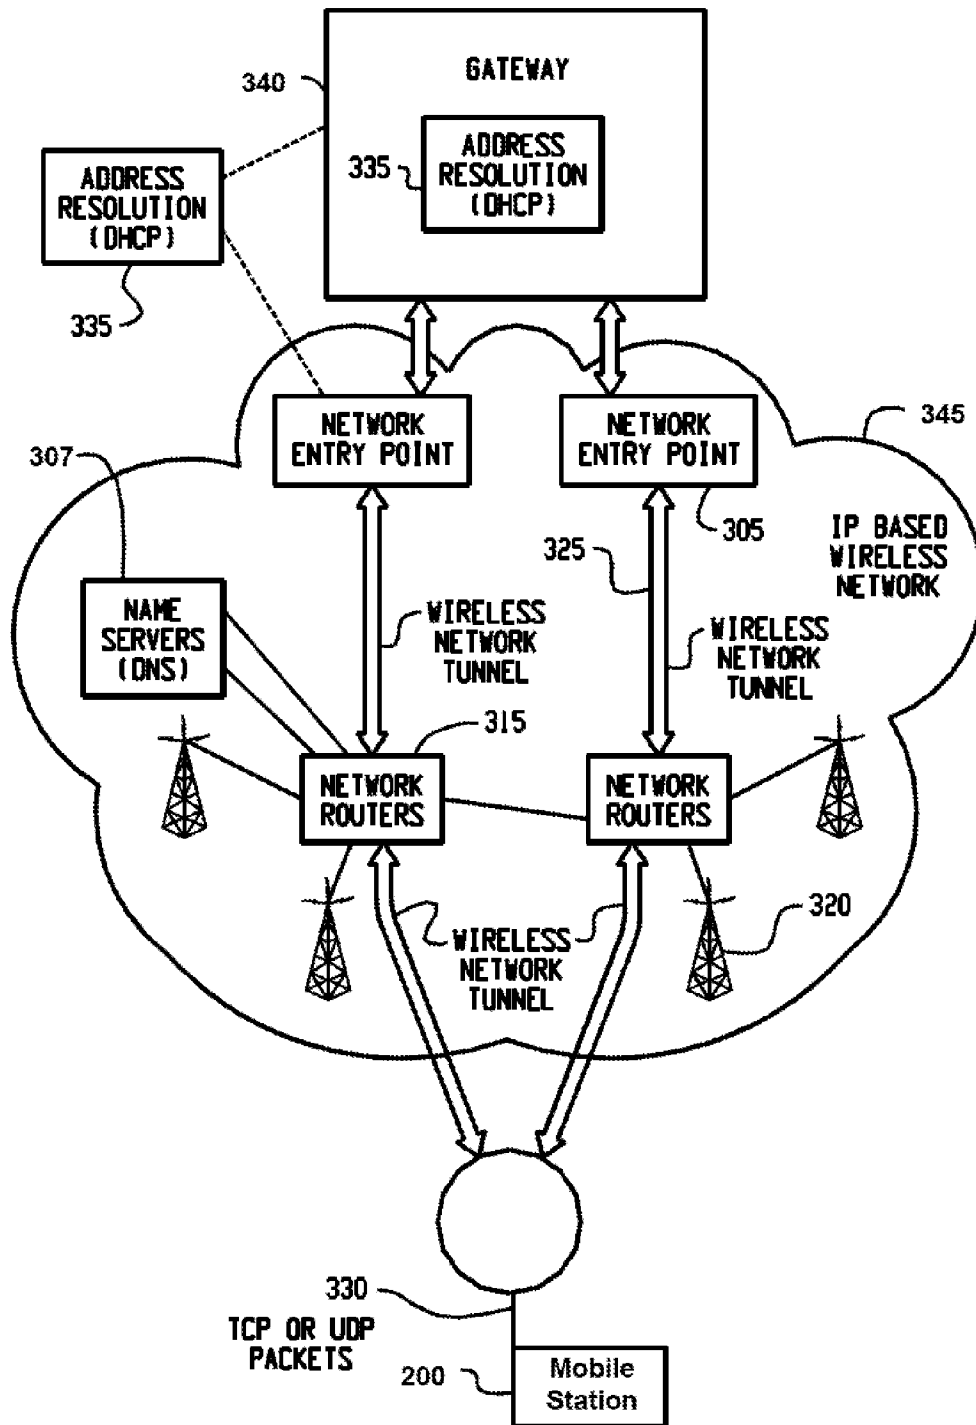 GATEWAY
340
ADDRESS
RESOLUTION
(DHCP)
335
ADDRESS
RESOLUTION
(DHCP)
335
NETWORK
ENTRY POINT
NETWORK
ENTRY POINT
345
307
305
IP BASED
WIRELESS
NETWORK
325
NAME
SERVERS
(DNS)
WIRELESS
NETWORK
TUNNEL
WIRELESS
NETWORK
TUNNEL
315
NETWORK
ROUTERS
NETWORK
ROUTERS
320
WIRELESS
NETWORK
TUNNEL
330
TCP OR UDP
PACKETS
200
Mobile
Station